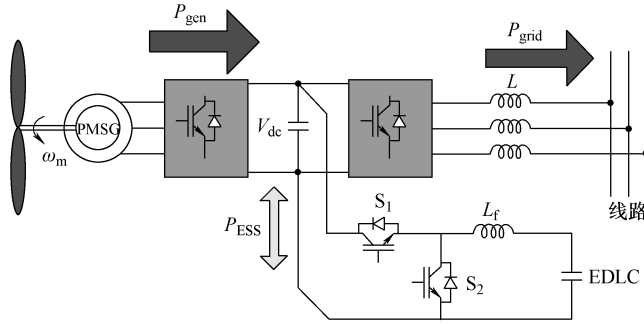 P_gen
P_grid
L
PMSG
V_dc
ω_m
线路
P_ESS
S_1
L_f
S_2
EDLC